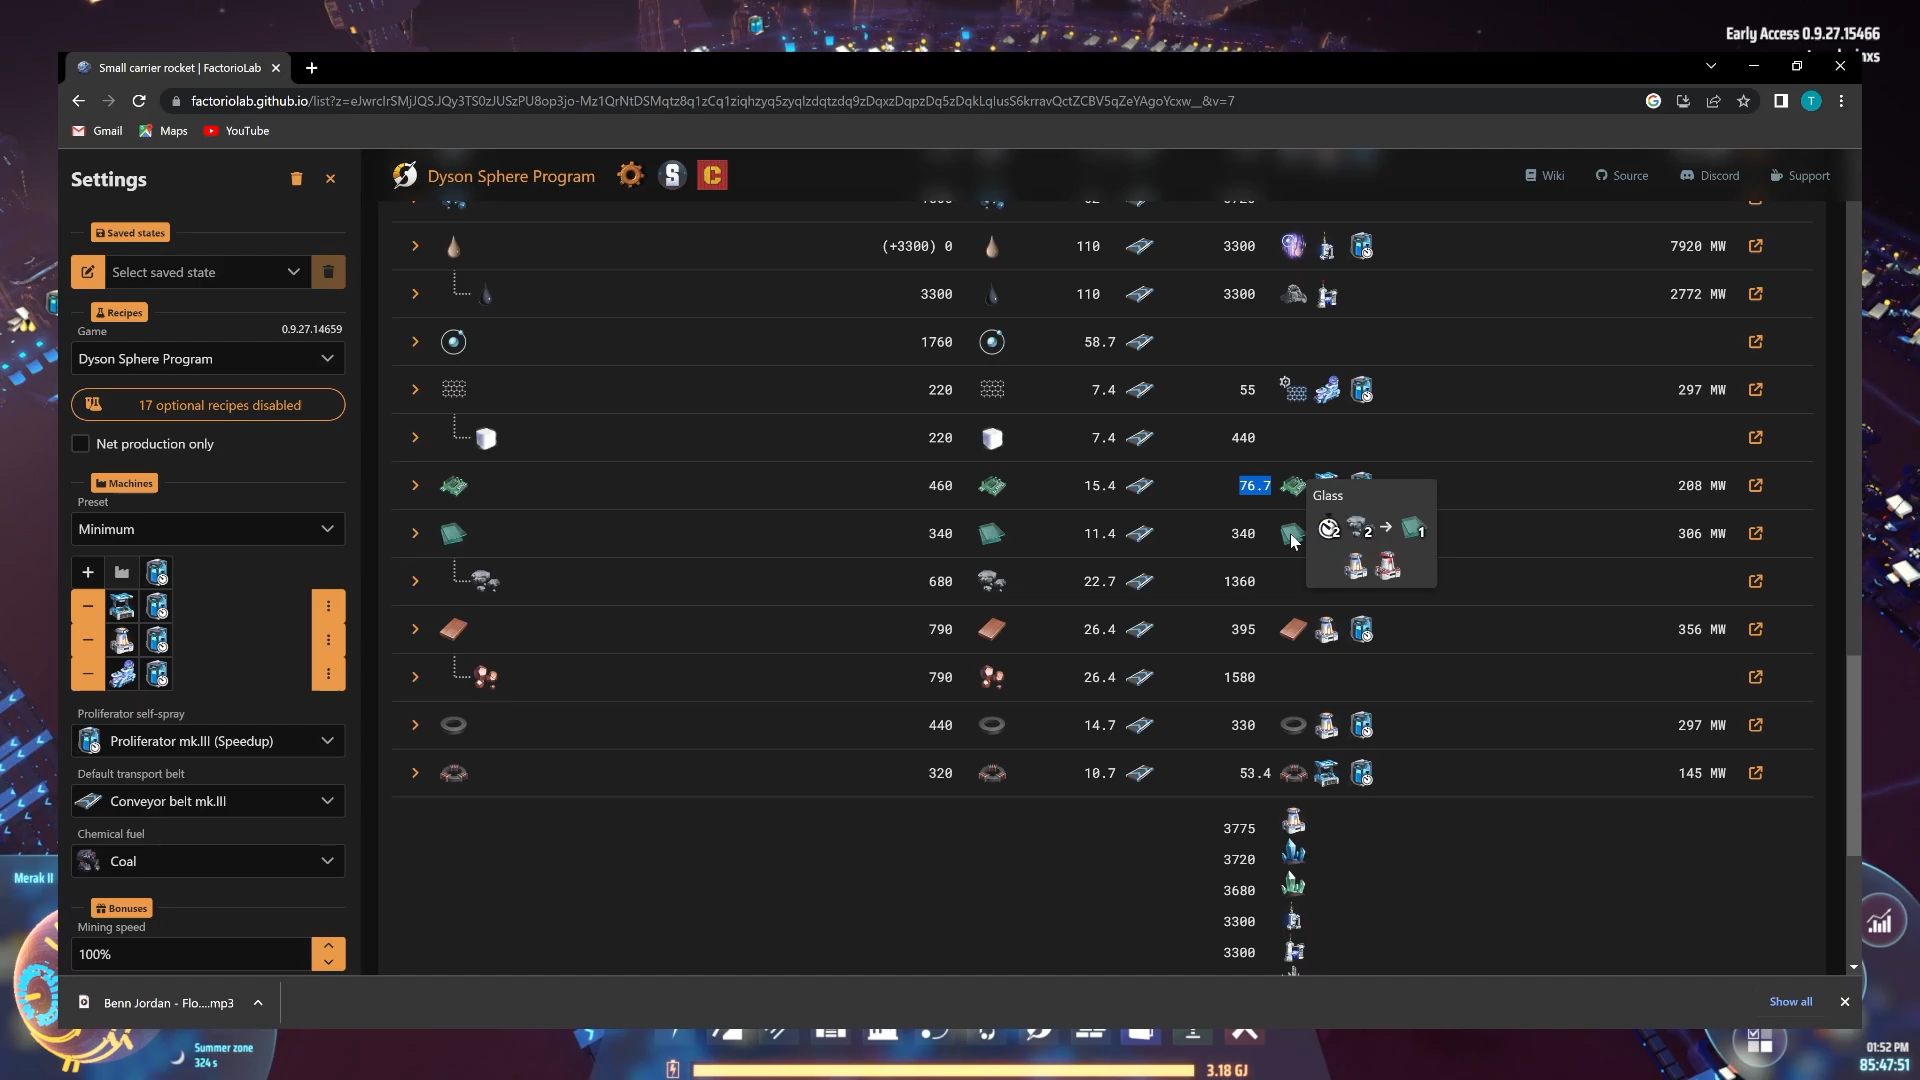 Early Access 0.9.27.15466
Small carrier rocket | FactorioLab
factoriolab.github.io/list?z=eJwrclrSMjJQSJQy3TS0zJUSzPU8op3jo-Mz1QrNtDSMqtz8q1zCq1ziqhzyq5zyqlzdqtzdq9zDqxzDqpzDq5zDqkLqlusS6krravQctZCBV5qZeYAgoYcxw__&v=7
Gmail Maps YouTube
Settings
Dyson Sphere Program
Wiki Source Discord Support
Saved states
Select saved state
Recipes
Game 0.9.27.14659
Dyson Sphere Program
17 optional recipes disabled
Net production only
Machines
Preset
Minimum
Proliferator self-spray
Proliferator mk.III (Speedup)
Default transport belt
Conveyor belt mk.III
Chemical fuel
Coal
Bonuses
Mining speed
100%
(+3300) 0 110 3300 7920 MW
3300 110 3300 2772 MW
1760 58.7
220 7.4 55 297 MW
220 7.4 440
460 15.4 76.7 208 MW
Glass
2 2 1
340 11.4 340 306 MW
680 22.7 1360
790 26.4 395 356 MW
790 26.4 1580
440 14.7 330 297 MW
320 10.7 53.4 145 MW
3775
3720
3680
3300
3300
Merak II
Benn Jordan - Flo....mp3
Show all
Summer zone
324 s
3.18 GJ
01:52 PM
85:47:51